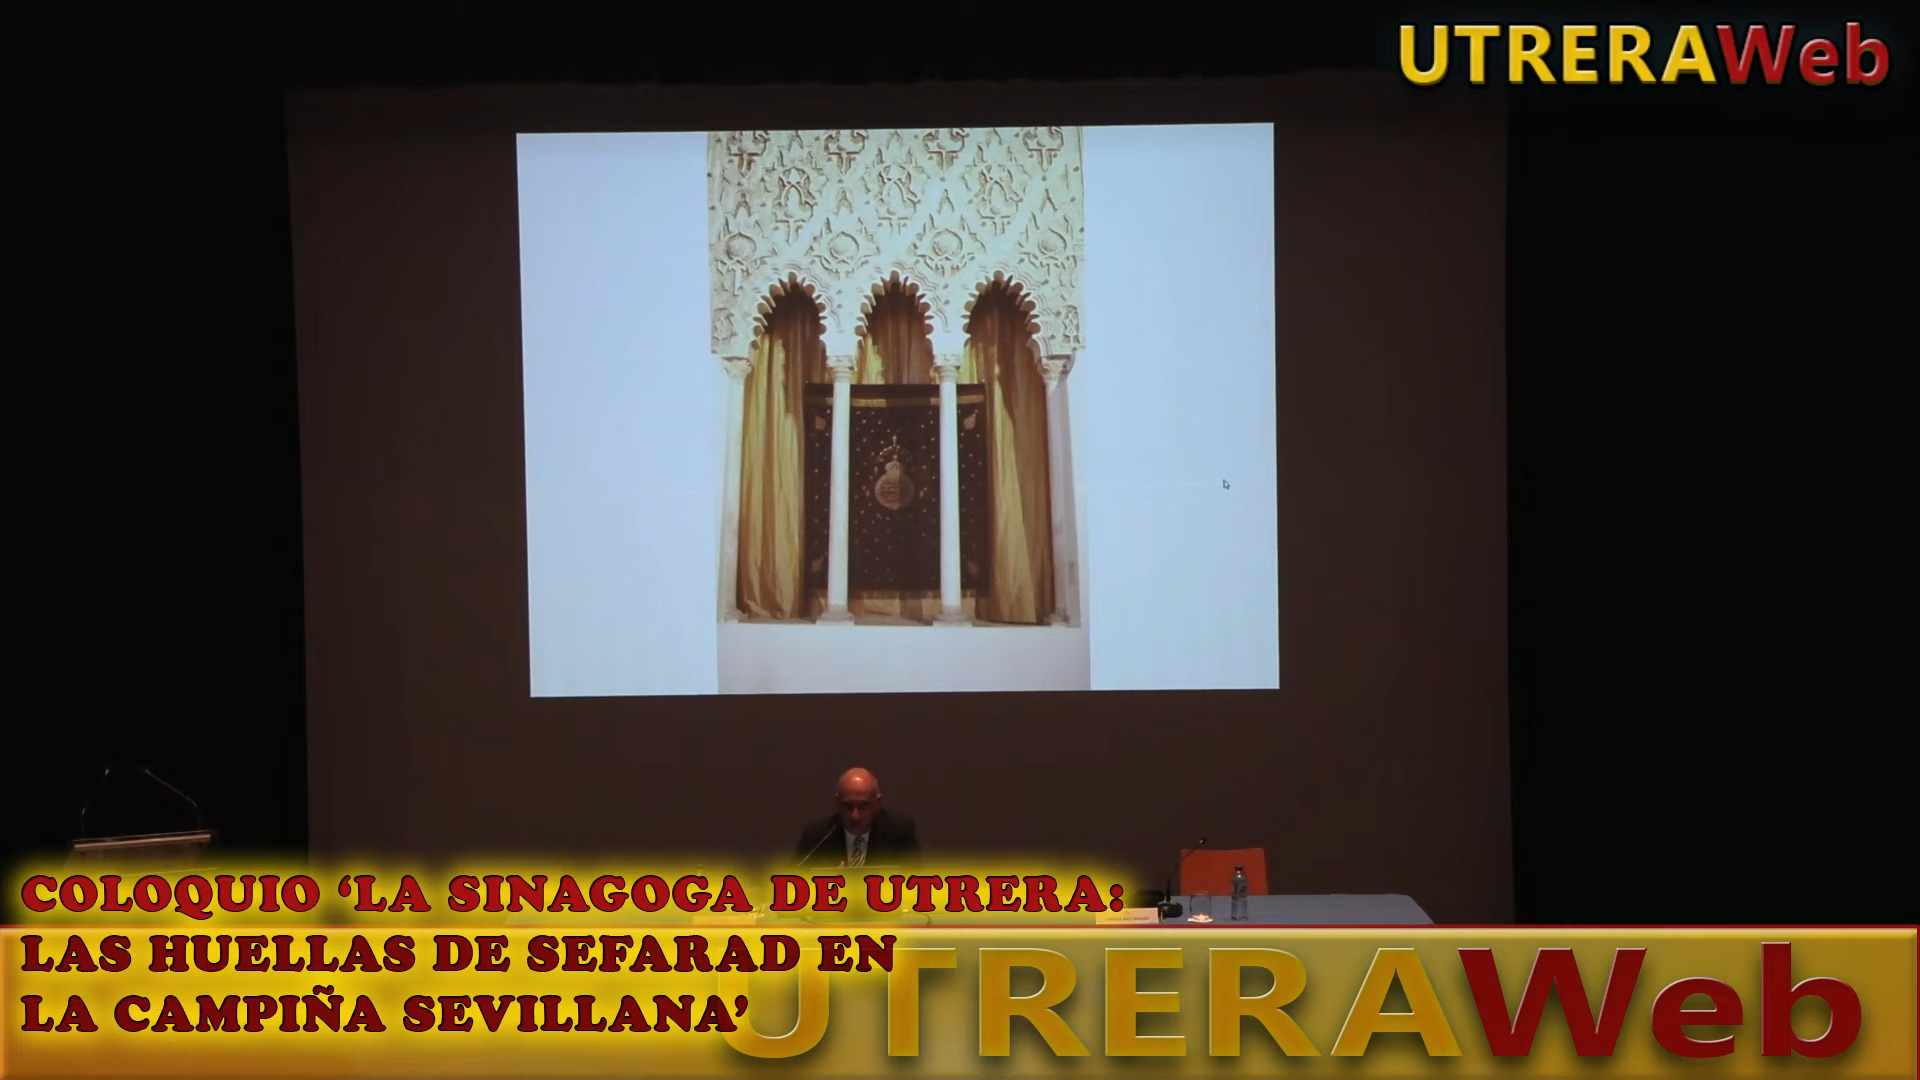 UTRERAWeb
COLOQUIO ‘LA SINAGOGA DE UTRERA:
LAS HUELLAS DE SEFARAD EN
LA CAMPIÑA SEVILLANA’
UTRERAWeb